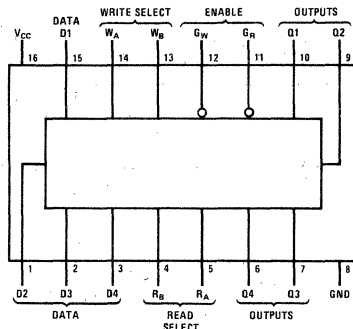 DATA WRITE SELECT ENABLE OUTPUTS
VCC D1 WA WB GW GR Q1 Q2
16 15 14 13 12 11 10 9
1 2 3 4 5 6 7 8
D2 D3 D4 RB RA Q4 Q3 GND
DATA READ OUTPUTS
SELECT